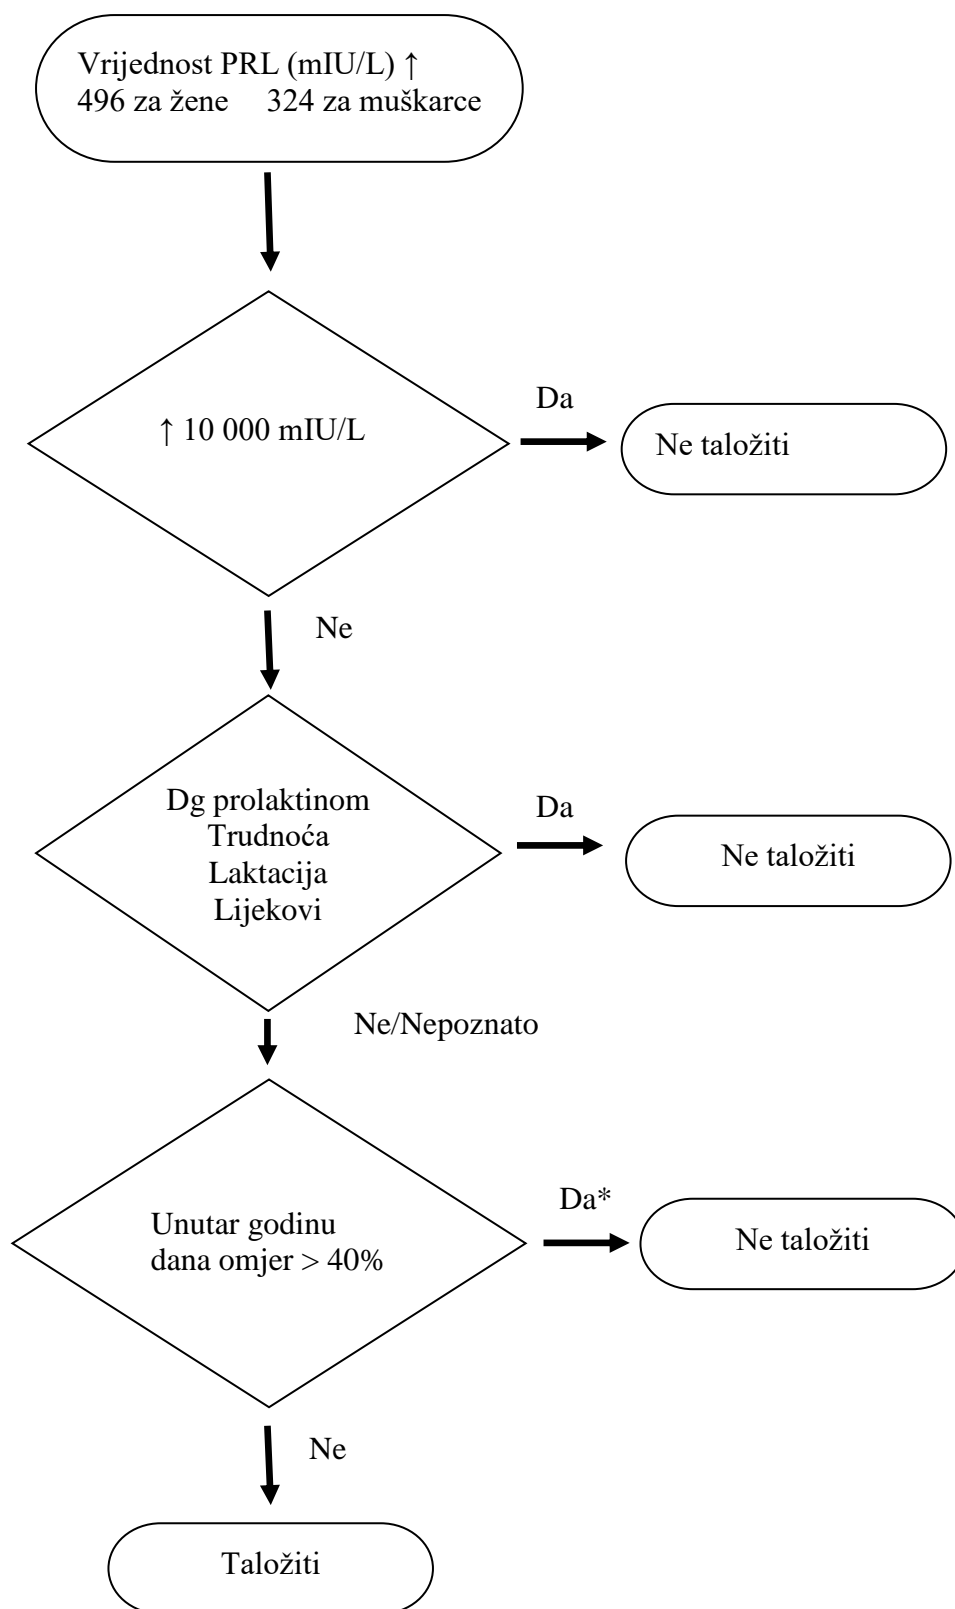 Vrijednost PRL (mIU/L) ↑
496 za žene 324 za muškarce
↑ 10 000 mIU/L
Da
Ne taložiti
Ne
Dg prolaktinom
Trudnoća
Laktacija
Lijekovi
Da
Ne taložiti
Ne/Nepoznato
Unutar godinu
dana omjer > 40%
Da*
Ne taložiti
Ne
Taložiti